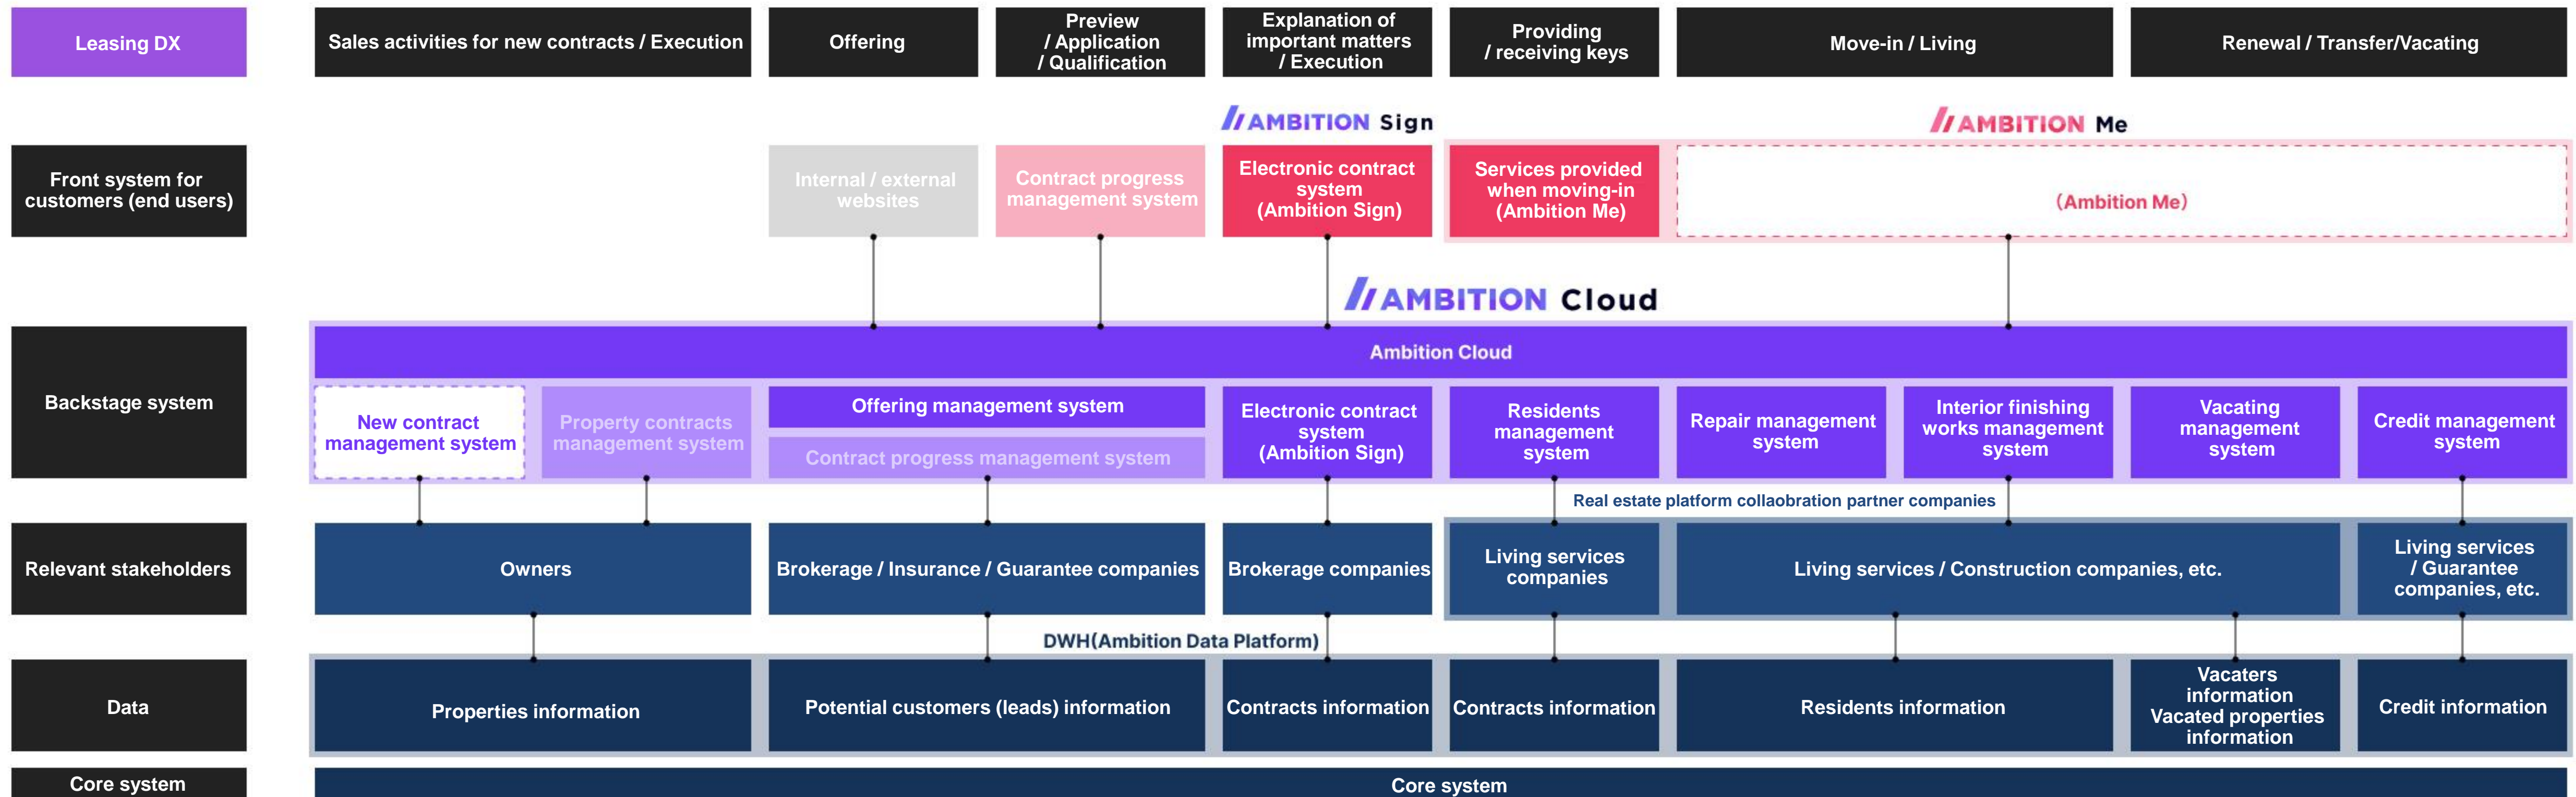 Leasing DX
Sales activities for new contracts / Execution
Offering
Preview
/ Application
/ Qualification
Explanation of
important matters
/ Execution
Providing
/ receiving keys
Move-in / Living
Renewal / Transfer/Vacating
AMBITION Sign
AMBITION Me
Front system for
customers (end users)
Internal / external
websites
Contract progress
management system
Electronic contract
system
(Ambition Sign)
Services provided
when moving-in
(Ambition Me)
(Ambition Me)
AMBITION Cloud
Backstage system
Ambition Cloud
New contract
management system
Property contracts
management system
Offering management system
Contract progress management system
Electronic contract
system
(Ambition Sign)
Residents
management
system
Repair management
system
Interior finishing
works management
system
Vacating
management
system
Credit management
system
Real estate platform collaobration partner companies
Relevant stakeholders
Owners
Brokerage / Insurance / Guarantee companies
Brokerage companies
Living services
companies
Living services / Construction companies, etc.
Living services
/ Guarantee
companies, etc.
DWH(Ambition Data Platform)
Data
Properties information
Potential customers (leads) information
Contracts information
Contracts information
Residents information
Vacaters
information
Vacated properties
information
Credit information
Core system
Core system